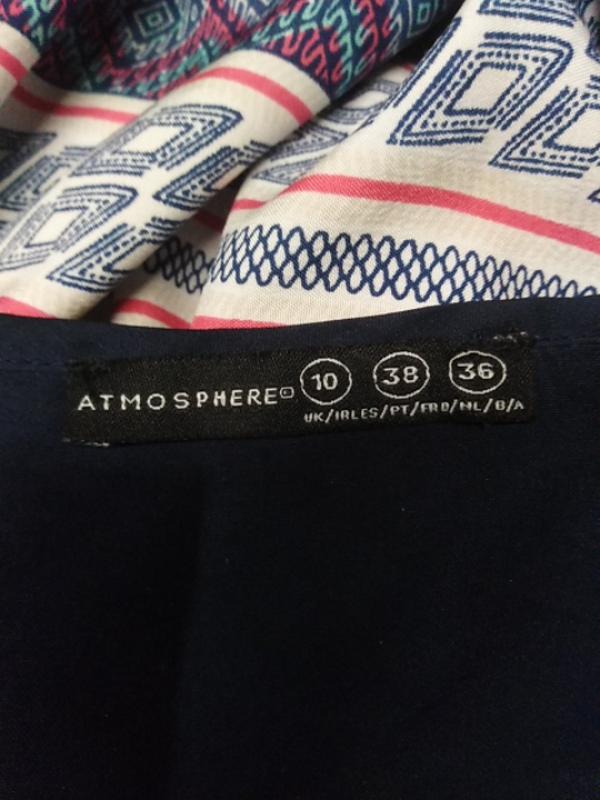 ATMOSPHERE 10 38 36
UK/IRL ES/PT/FR D/NL/B/A